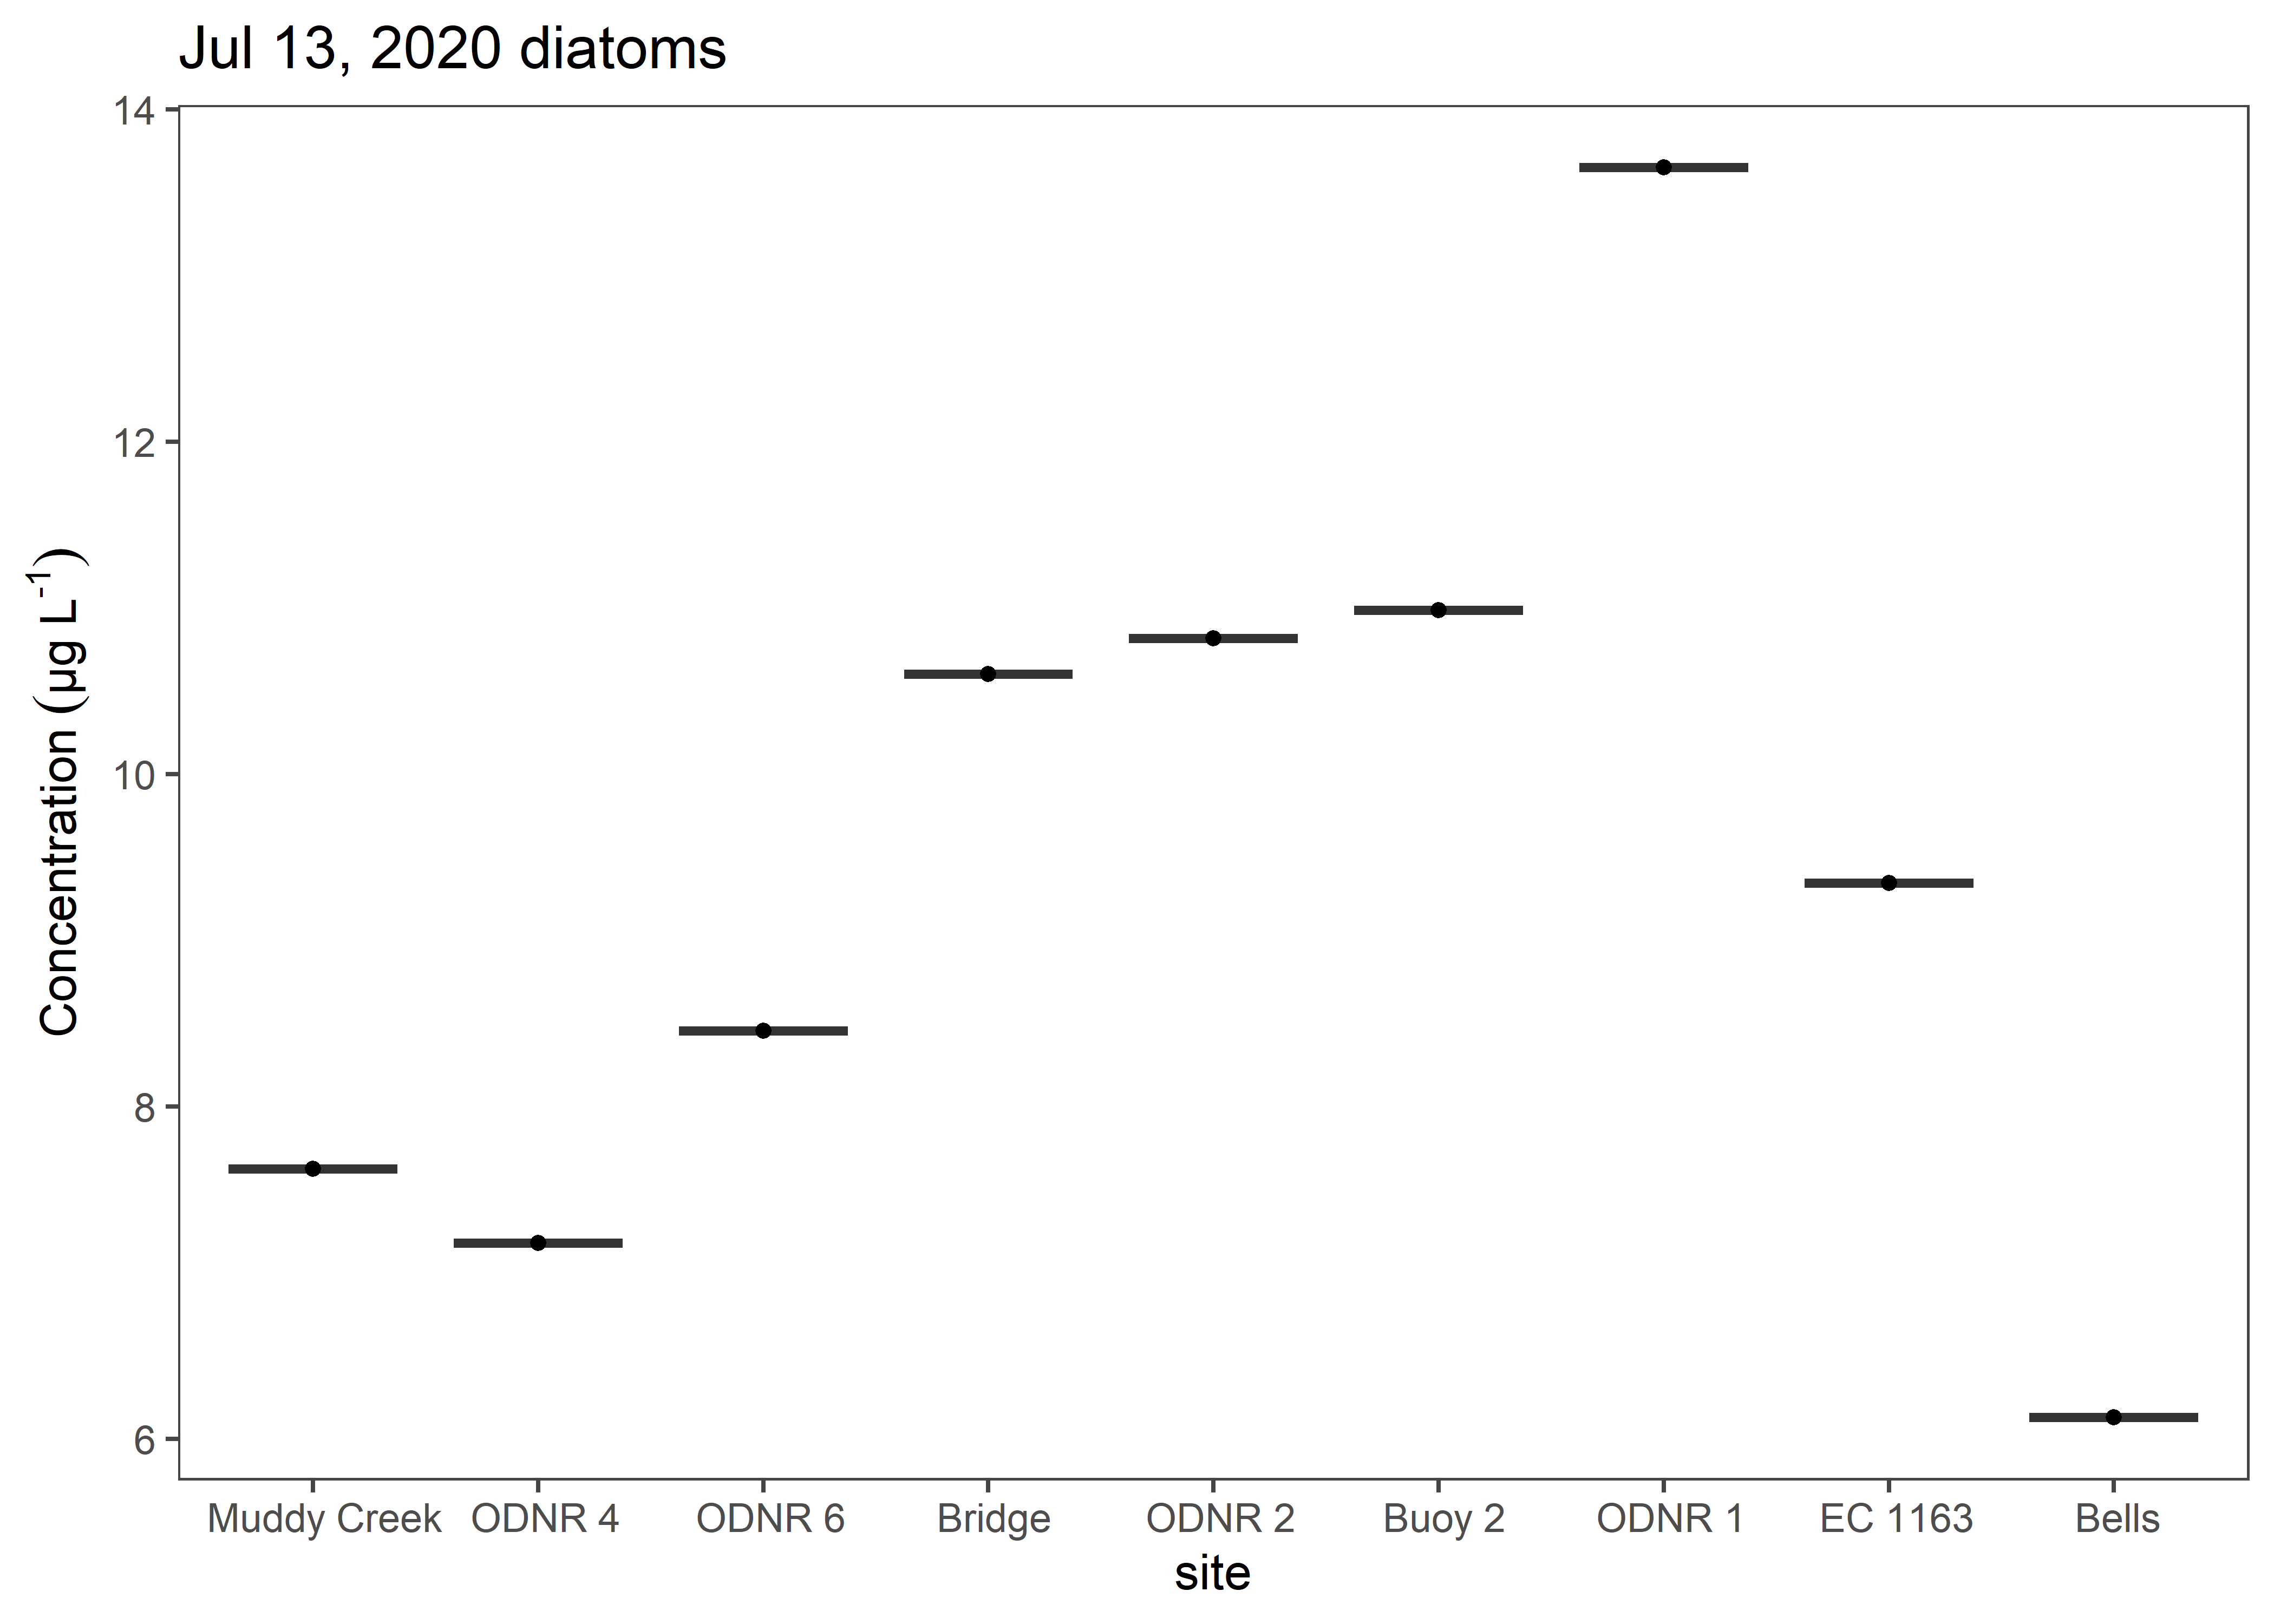 Jul 13, 2020 diatoms
14
12
10
8
6
Concentration (µg L⁻¹)
Muddy Creek ODNR 4 ODNR 6 Bridge ODNR 2 Buoy 2 ODNR 1 EC 1163 Bells
site